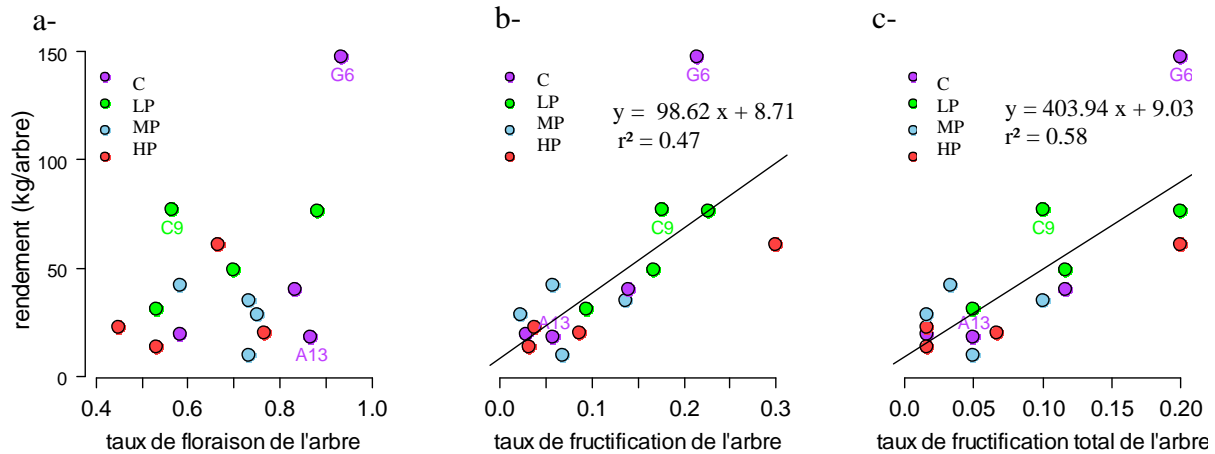 a-
b-
c-
rendement (kg/arbre)
150
100
50
0
C
LP
MP
HP
G6
C9
A13
0.4
0.6
0.8
1.0
taux de floraison de l'arbre
C
LP
MP
HP
G6
y = 98.62 x + 8.71
r² = 0.47
C9
A13
0.0
0.1
0.2
0.3
taux de fructification de l'arbre
C
LP
MP
HP
G6
y = 403.94 x + 9.03
r² = 0.58
C9
A13
0.0
0.05
0.10
0.15
0.20
taux de fructification total de l'arbre